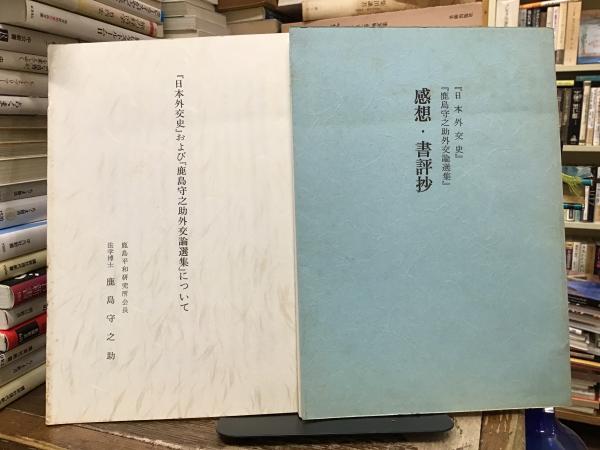 『日本外交史』
『鹿島守之助外交論選集』
感想・書評抄
『日本外交史』および『鹿島守之助外交論選集』について
鹿島平和研究所会長
法学博士 鹿島守之助